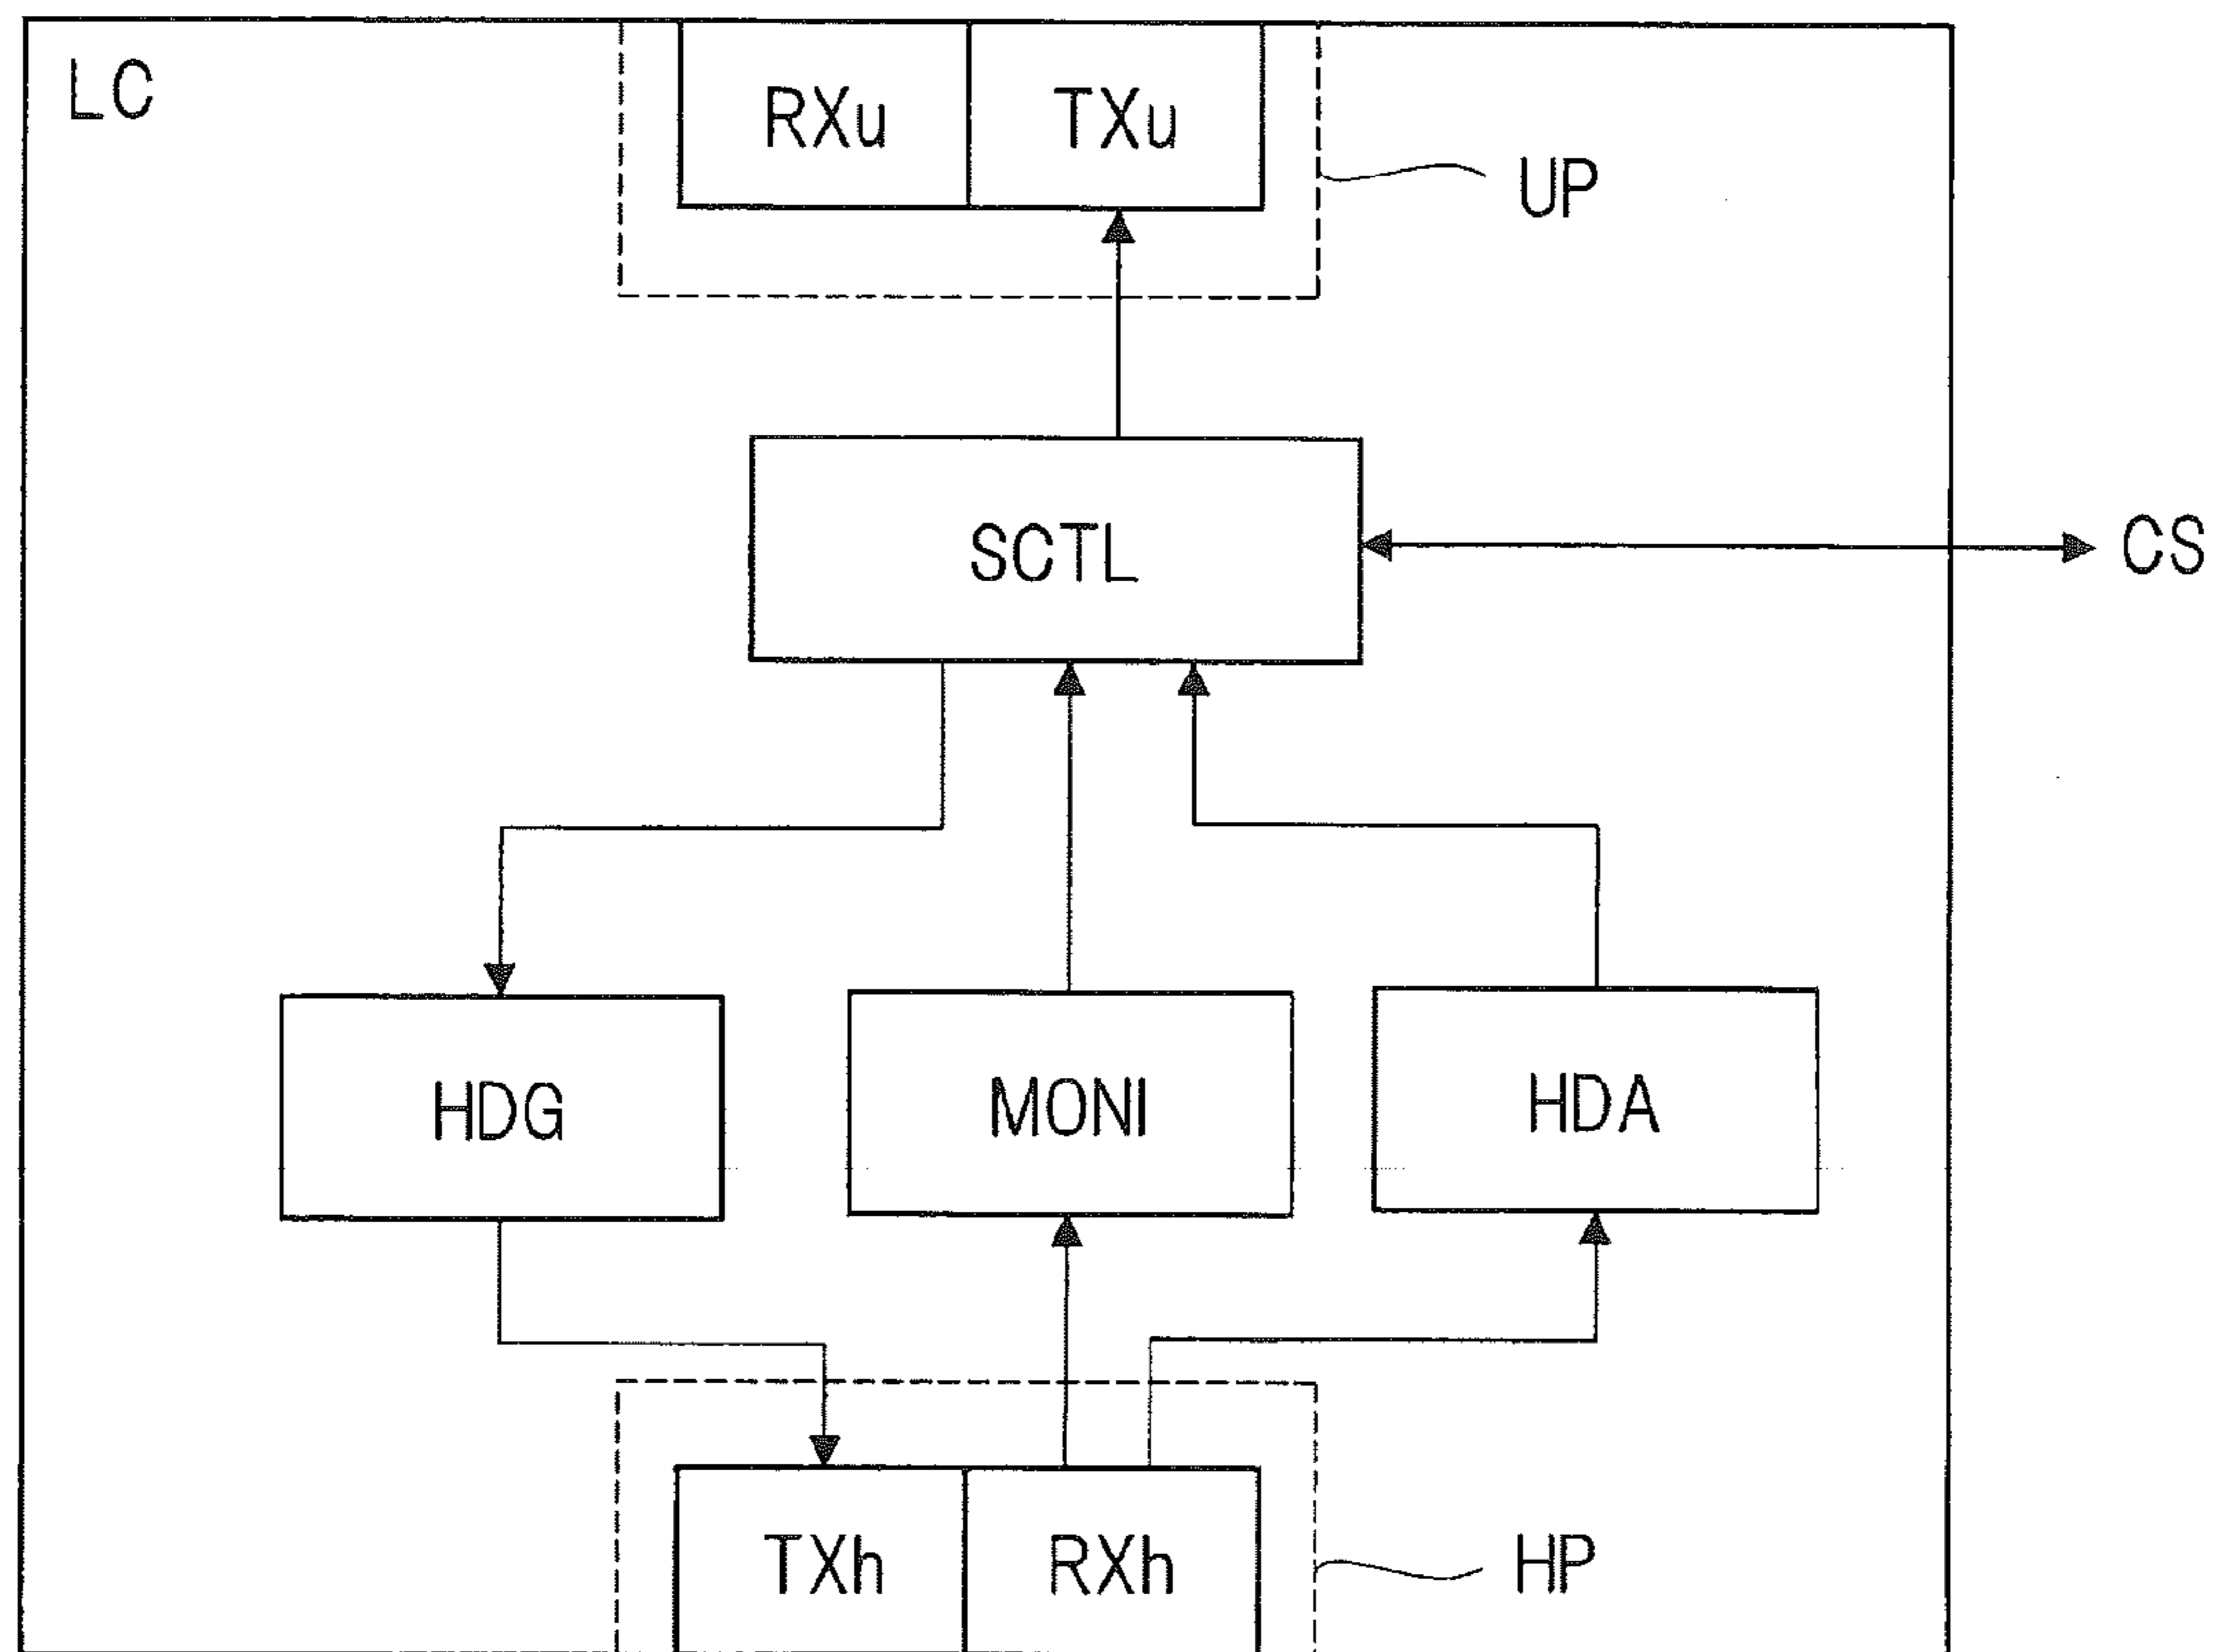 LC
RXu
TXu
UP
SCTL
CS
HDG
MONI
HDA
TXh
RXh
HP